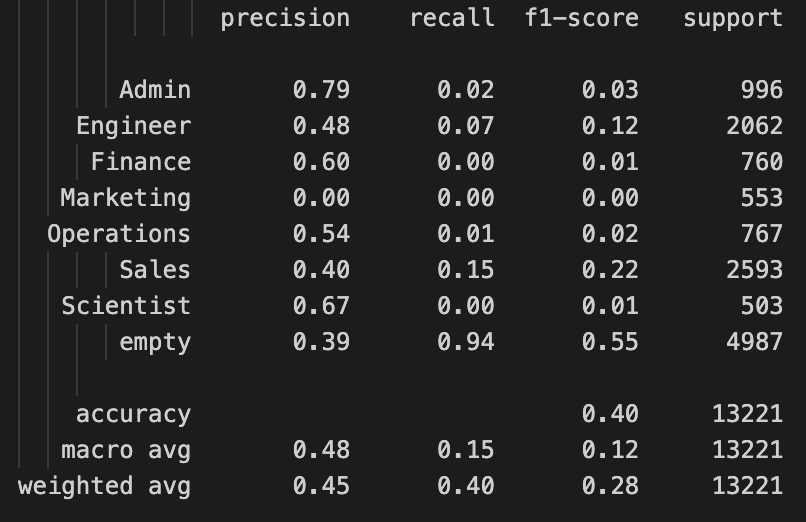 precision recall f1-score support
Admin 0.79 0.02 0.03 996
Engineer 0.48 0.07 0.12 2062
Finance 0.60 0.00 0.01 760
Marketing 0.00 0.00 0.00 553
Operations 0.54 0.01 0.02 767
Sales 0.40 0.15 0.22 2593
Scientist 0.67 0.00 0.01 503
empty 0.39 0.94 0.55 4987
accuracy 0.40 13221
macro avg 0.48 0.15 0.12 13221
weighted avg 0.45 0.40 0.28 13221